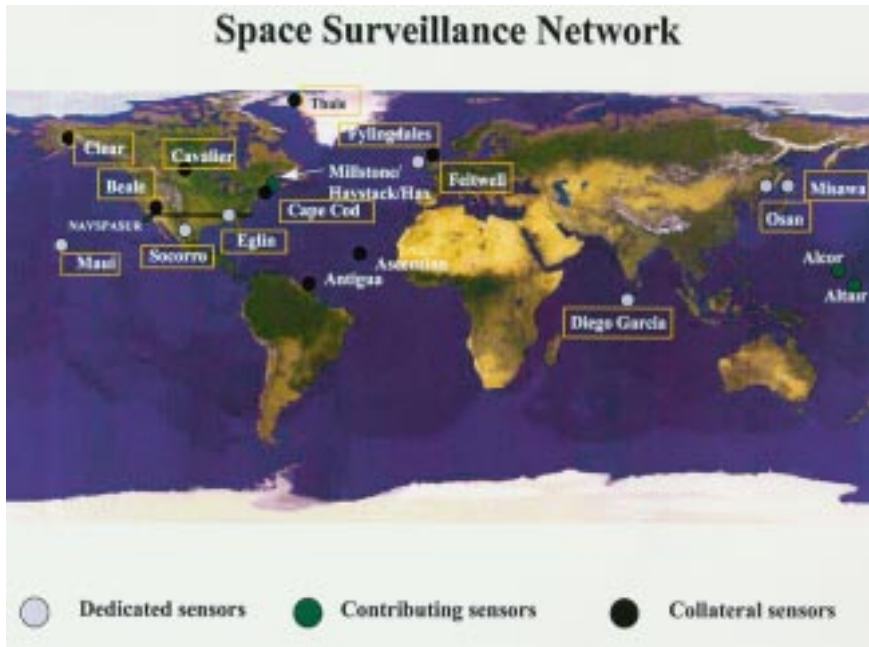 Space Surveillance Network
Thule
Fylingdales
Clear
Cavalier
Millstone/
Haystack/Hax
Feltwell
Beale
Misawa
Cape Cod
NAVSPASUR
Osan
Eglin
Socorro
Maui
Ascension
Alcor
Antigua
Altair
Diego Garcia
Dedicated sensors
Contributing sensors
Collateral sensors